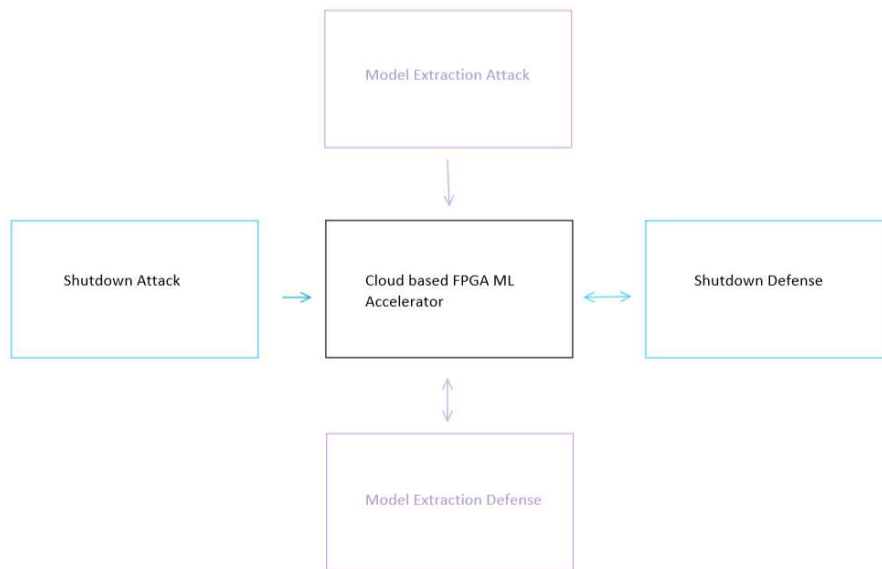 Model Extraction Attack
Shutdown Attack
Cloud based FPGA ML
Accelerator
Shutdown Defense
Model Extraction Defense